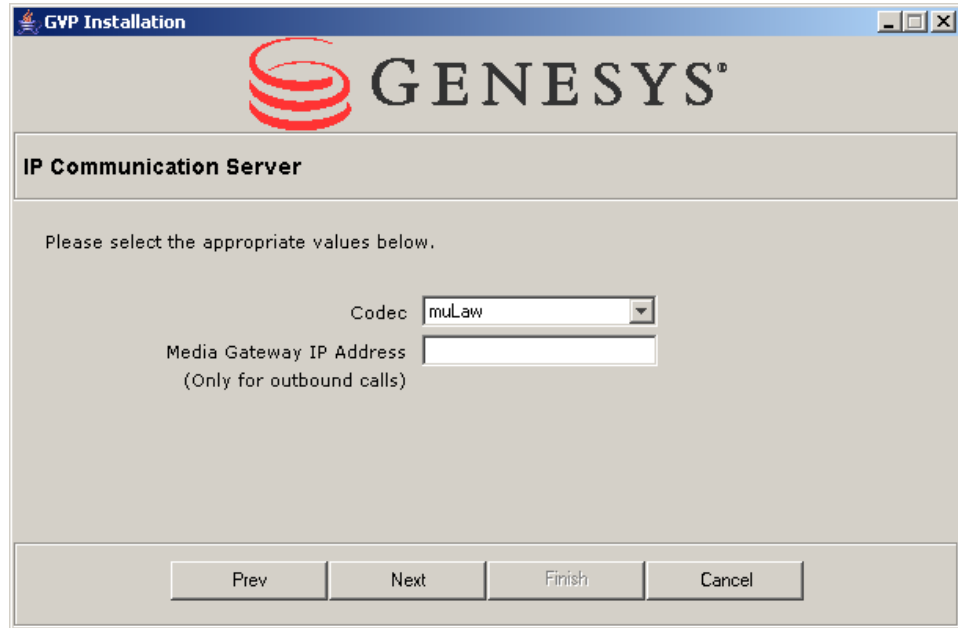 GVP Installation
GENESYS®
IP Communication Server
Please select the appropriate values below.
Codec muLaw
Media Gateway IP Address
(Only for outbound calls)
Prev Next Finish Cancel